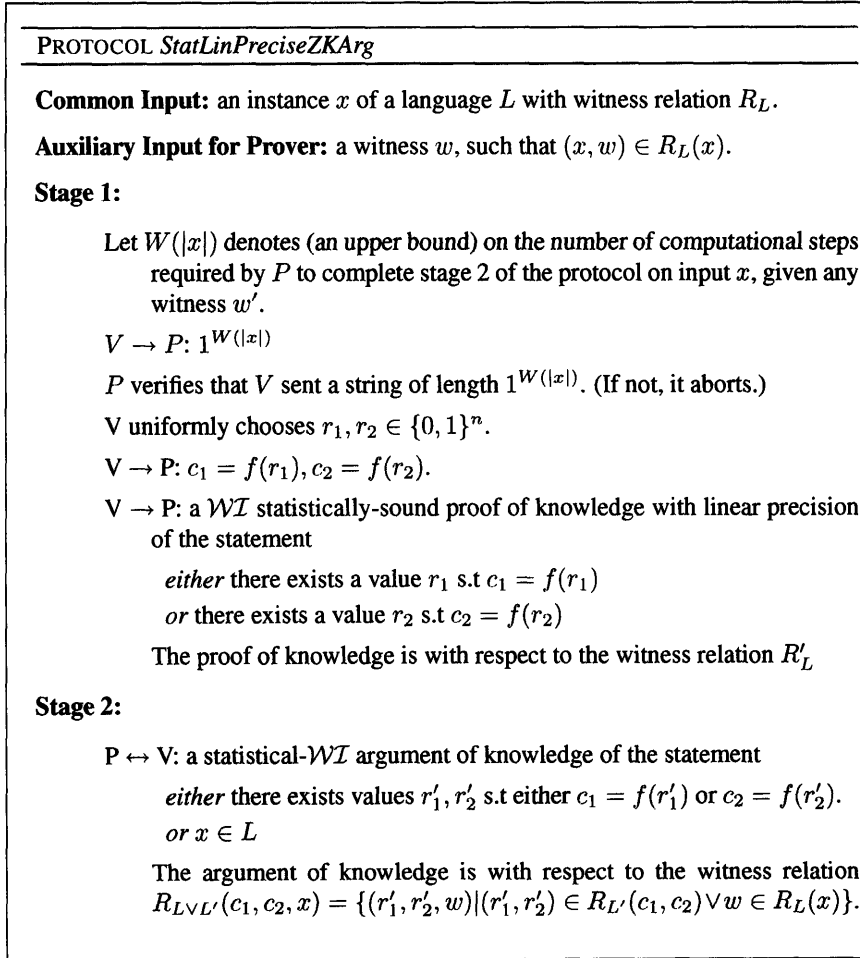 PROTOCOL StatLinPreciseZKArg
Common Input: an instance x of a language L with witness relation R_L.
Auxiliary Input for Prover: a witness w, such that (x, w) ∈ R_L(x).
Stage 1:
Let W(|x|) denotes (an upper bound) on the number of computational steps
required by P to complete stage 2 of the protocol on input x, given any
witness w′.
V → P: 1^{W(|x|)}
P verifies that V sent a string of length 1^{W(|x|)}. (If not, it aborts.)
V uniformly chooses r_1, r_2 ∈ {0, 1}^n.
V → P: c_1 = f(r_1), c_2 = f(r_2).
V → P: a WI statistically-sound proof of knowledge with linear precision
of the statement
either there exists a value r_1 s.t c_1 = f(r_1)
or there exists a value r_2 s.t c_2 = f(r_2)
The proof of knowledge is with respect to the witness relation R′_L
Stage 2:
P ↔ V: a statistical-WI argument of knowledge of the statement
either there exists values r′_1, r′_2 s.t either c_1 = f(r′_1) or c_2 = f(r′_2).
or x ∈ L
The argument of knowledge is with respect to the witness relation
R_{L∨L′}(c_1, c_2, x) = {(r′_1, r′_2, w)|(r′_1, r′_2) ∈ R_{L′}(c_1, c_2)∨w ∈ R_L(x)}.